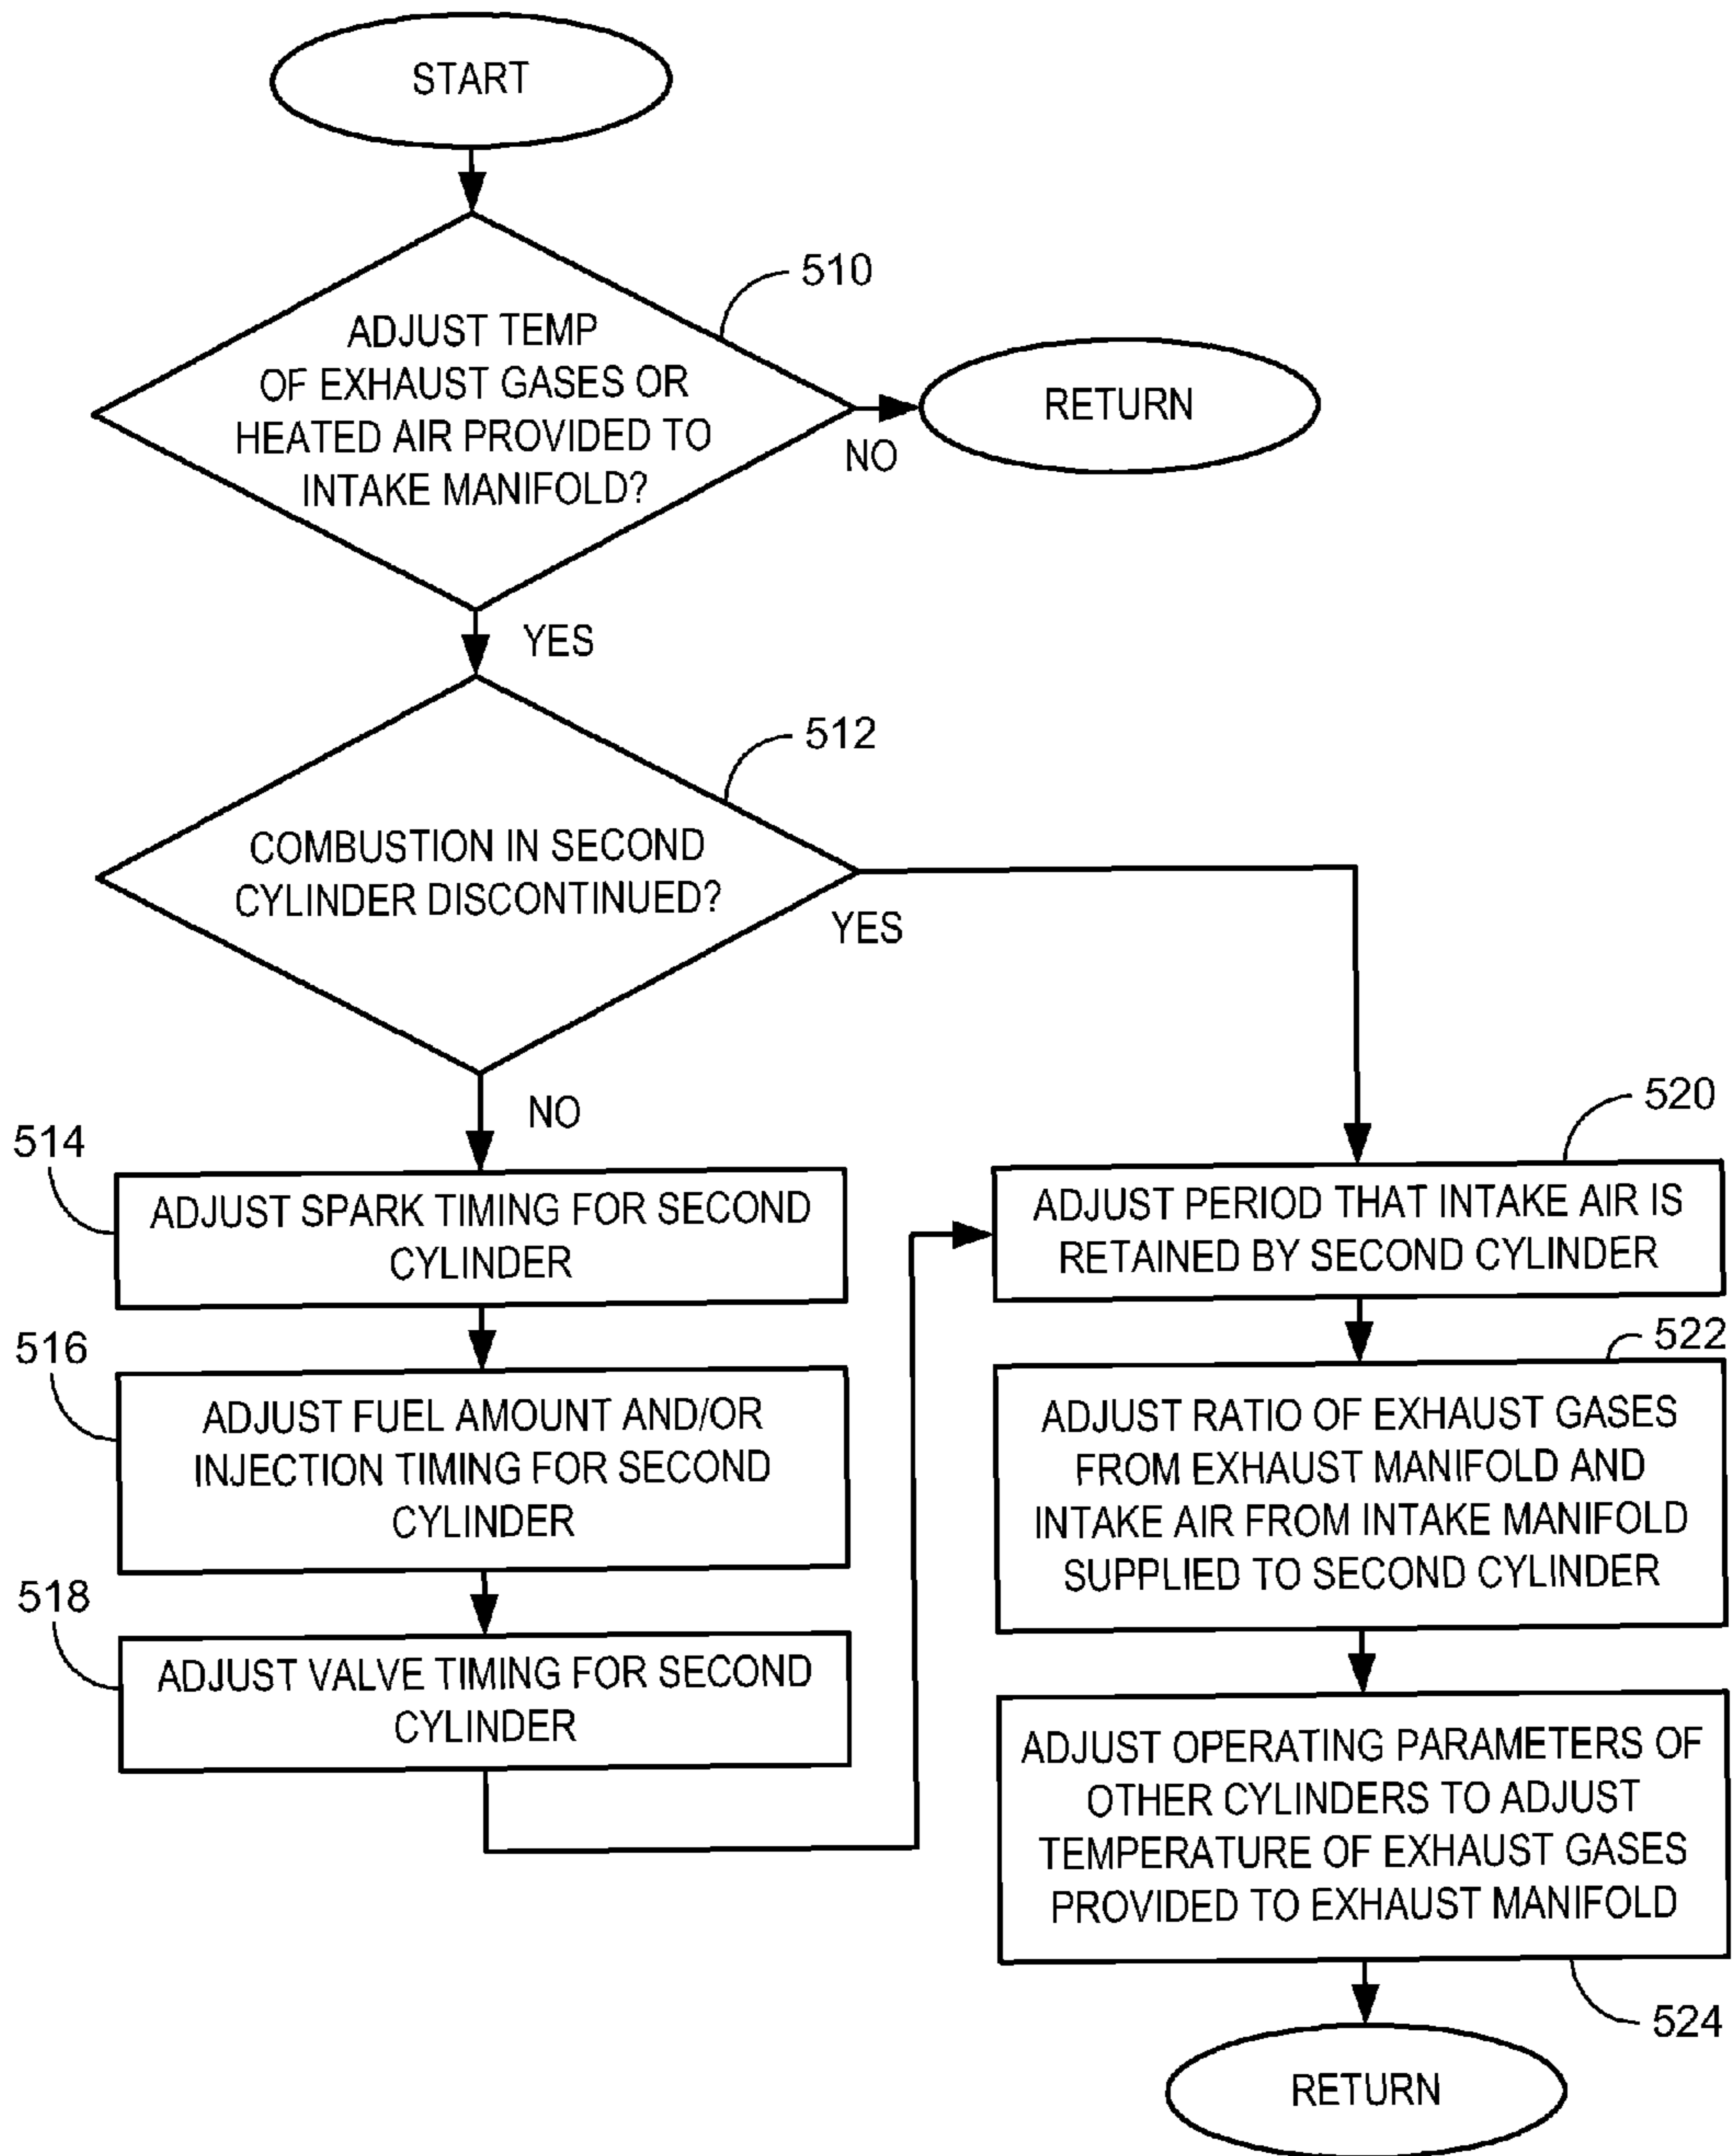 START
510
ADJUST TEMP
OF EXHAUST GASES OR
HEATED AIR PROVIDED TO
INTAKE MANIFOLD?
NO
RETURN
YES
512
COMBUSTION IN SECOND
CYLINDER DISCONTINUED?
YES
NO
514
ADJUST SPARK TIMING FOR SECOND
CYLINDER
516
ADJUST FUEL AMOUNT AND/OR
INJECTION TIMING FOR SECOND
CYLINDER
518
ADJUST VALVE TIMING FOR SECOND
CYLINDER
520
ADJUST PERIOD THAT INTAKE AIR IS
RETAINED BY SECOND CYLINDER
522
ADJUST RATIO OF EXHAUST GASES
FROM EXHAUST MANIFOLD AND
INTAKE AIR FROM INTAKE MANIFOLD
SUPPLIED TO SECOND CYLINDER
ADJUST OPERATING PARAMETERS OF
OTHER CYLINDERS TO ADJUST
TEMPERATURE OF EXHAUST GASES
PROVIDED TO EXHAUST MANIFOLD
524
RETURN